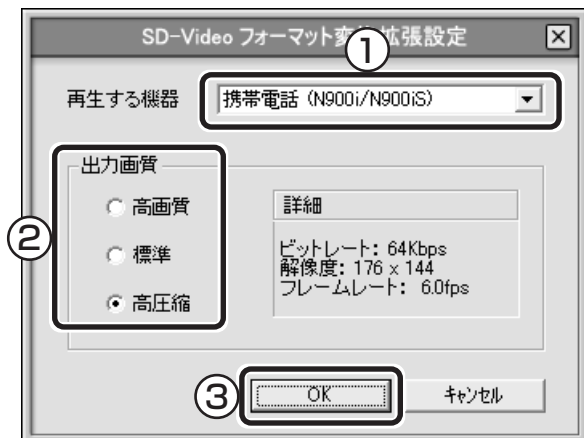 SD-Video フォーマット変換 拡張設定
①
再生する機器 携帯電話 (N900i/N900iS)
出力画質
②
高画質
標準
高圧縮
詳細
ビットレート: 64Kbps
解像度: 176 x 144
フレームレート: 6.0fps
③
OK キャンセル